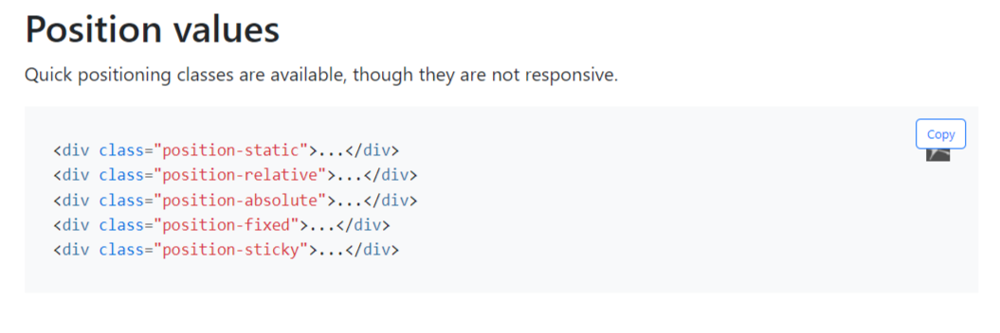 Position values
Quick positioning classes are available, though they are not responsive.
Copy
<div class="position-static">...</div>
<div class="position-relative">...</div>
<div class="position-absolute">...</div>
<div class="position-fixed">...</div>
<div class="position-sticky">...</div>